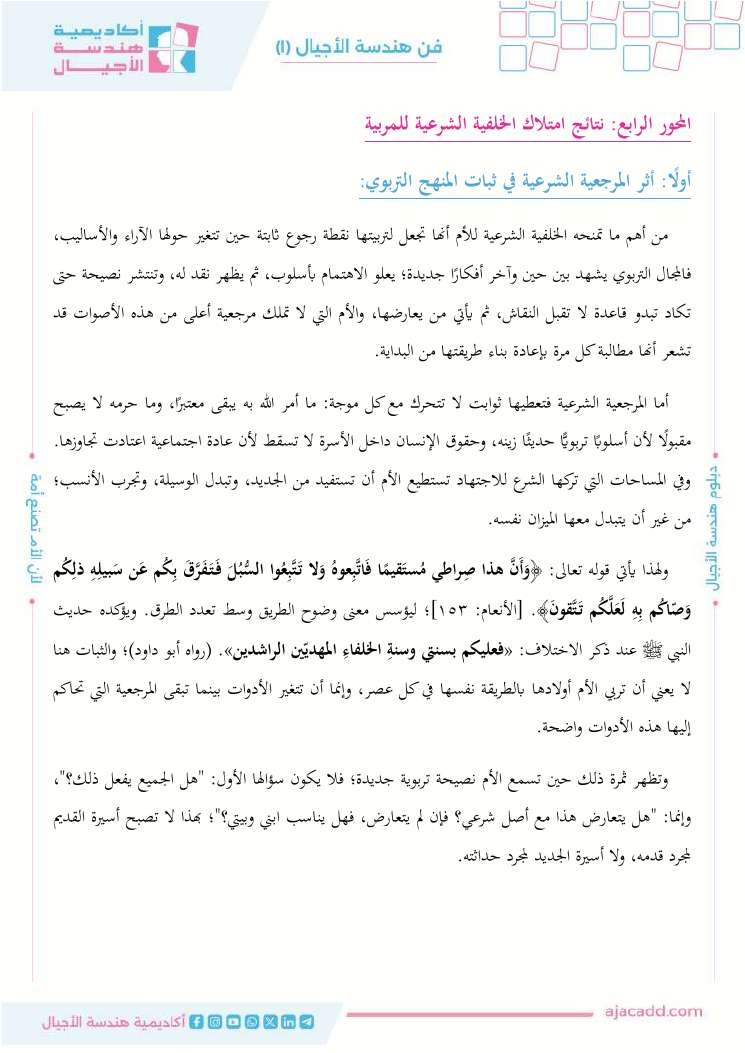 أكاديمية
هندسة
الأجيال
فن هندسة الأجيال (١)
المحور الرابع: نتائج امتلاك الخلفية الشرعية للمربية
أولًا: أثر المرجعية الشرعية في ثبات المنهج التربوي:
من أهم ما تمنحه الخلفية الشرعية للأم أنها تجعل لتربيتها نقطة رجوع ثابتة حين تتغير حولها الآراء والأساليب،
فالمجال التربوي يشهد بين حين وآخر أفكارًا جديدة؛ يعلو الاهتمام بأسلوب، ثم يظهر نقد له، وتنتشر نصيحة حتى
تكاد تبدو قاعدة لا تقبل النقاش، ثم يأتي من يعارضها، والأم التي لا تملك مرجعية أعلى من هذه الأصوات قد
تشعر أنها مطالبة كل مرة بإعادة بناء طريقتها من البداية.
أما المرجعية الشرعية فتعطيها ثوابت لا تتحرك مع كل موجة: ما أمر الله به يبقى معتبرًا، وما حرمه لا يصبح
مقبولًا لأن أسلوبًا تربويًّا حديثًا زينه، وحقوق الإنسان داخل الأسرة لا تسقط لأن عادة اجتماعية اعتادت تجاوزها.
وفي المساحات التي تركها الشرع للاجتهاد تستطيع الأم أن تستفيد من الجديد، وتبدل الوسيلة، وتجرب الأنسب؛
من غير أن يتبدل معها الميزان نفسه.
ولهذا يأتي قوله تعالى: ﴿وَأَنَّ هذا صِراطي مُستَقيمًا فَاتَّبِعوهُ وَلا تَتَّبِعُوا السُّبُلَ فَتَفَرَّقَ بِكُم عَن سَبيلِهِ ذلِكُم
وَصّاكُم بِهِ لَعَلَّكُم تَتَّقونَ﴾. [الأنعام: ١٥٣]؛ ليؤسس معنى وضوح الطريق وسط تعدد الطرق. ويؤكده حديث
النبي ﷺ عند ذكر الاختلاف: «فعليكم بسنتي وسنةِ الخلفاءِ المهديّين الراشدين». (رواه أبو داود)؛ والثبات هنا
لا يعني أن تربي الأم أولادها بالطريقة نفسها في كل عصر، وإنما أن تتغير الأدوات بينما تبقى المرجعية التي تحاكم
إليها هذه الأدوات واضحة.
وتظهر ثمرة ذلك حين تسمع الأم نصيحة تربوية جديدة؛ فلا يكون سؤالها الأول: "هل الجميع يفعل ذلك؟"،
وإنما: "هل يتعارض هذا مع أصل شرعي؟ فإن لم يتعارض، فهل يناسب ابني وبيتي؟"؛ بهذا لا تصبح أسيرة القديم
لمجرد قدمه، ولا أسيرة الجديد لمجرد حداثته.
دبلوم هندسة الأجيال
لأن الأم تصنع أمة
أكاديمية هندسة الأجيال
ajacadd.com